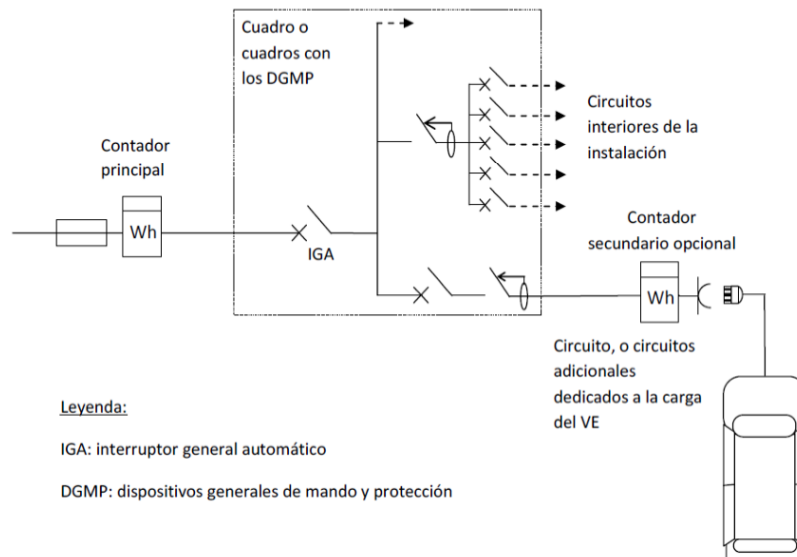 Cuadro o
cuadros con
los DGMP
Circuitos
interiores de la
instalación
Contador
principal
Wh
IGA
Contador
secundario opcional
Wh
Circuito, o circuitos
adicionales
dedicados a la carga
del VE
Leyenda:
IGA: interruptor general automático
DGMP: dispositivos generales de mando y protección